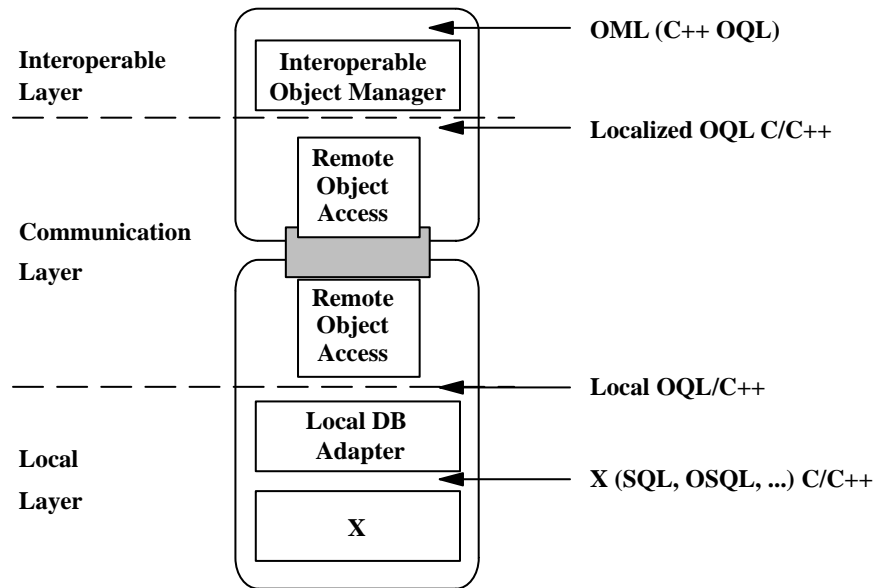 OML (C++ OQL)
Interoperable
Layer
Interoperable
Object Manager
Localized OQL C/C++
Remote
Object
Access
Communication
Layer
Remote
Object
Access
Local OQL/C++
Local DB
Adapter
Local
Layer
X (SQL, OSQL, ...) C/C++
X